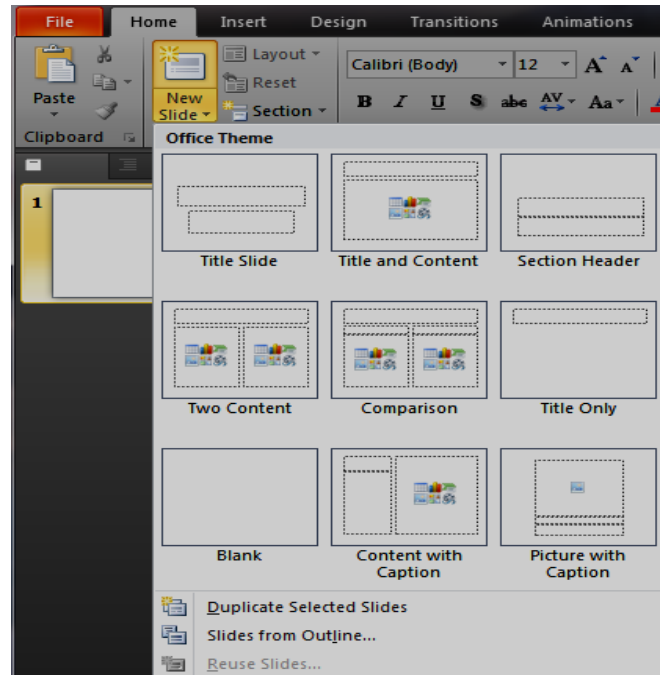 File Home Insert Design Transitions Animations
Paste
Clipboard
New
Slide
Layout
Reset
Section
Calibri (Body) 12 A A
B I U S abc AV Aa A
Office Theme
1
Title Slide Title and Content Section Header
Two Content Comparison Title Only
Blank Content with Caption Picture with Caption
Duplicate Selected Slides
Slides from Outline...
Reuse Slides...